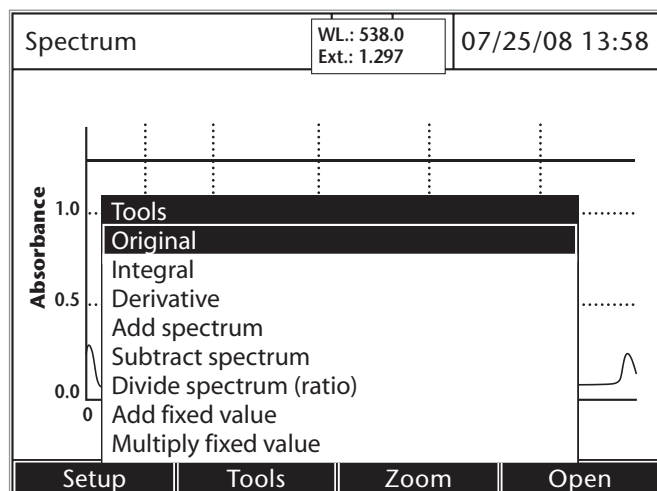 Spectrum
WL.: 538.0
Ext.: 1.297
07/25/08 13:58
Absorbance
1.0
0.5
0.0
0
Tools
Original
Integral
Derivative
Add spectrum
Subtract spectrum
Divide spectrum (ratio)
Add fixed value
Multiply fixed value
Setup Tools Zoom Open